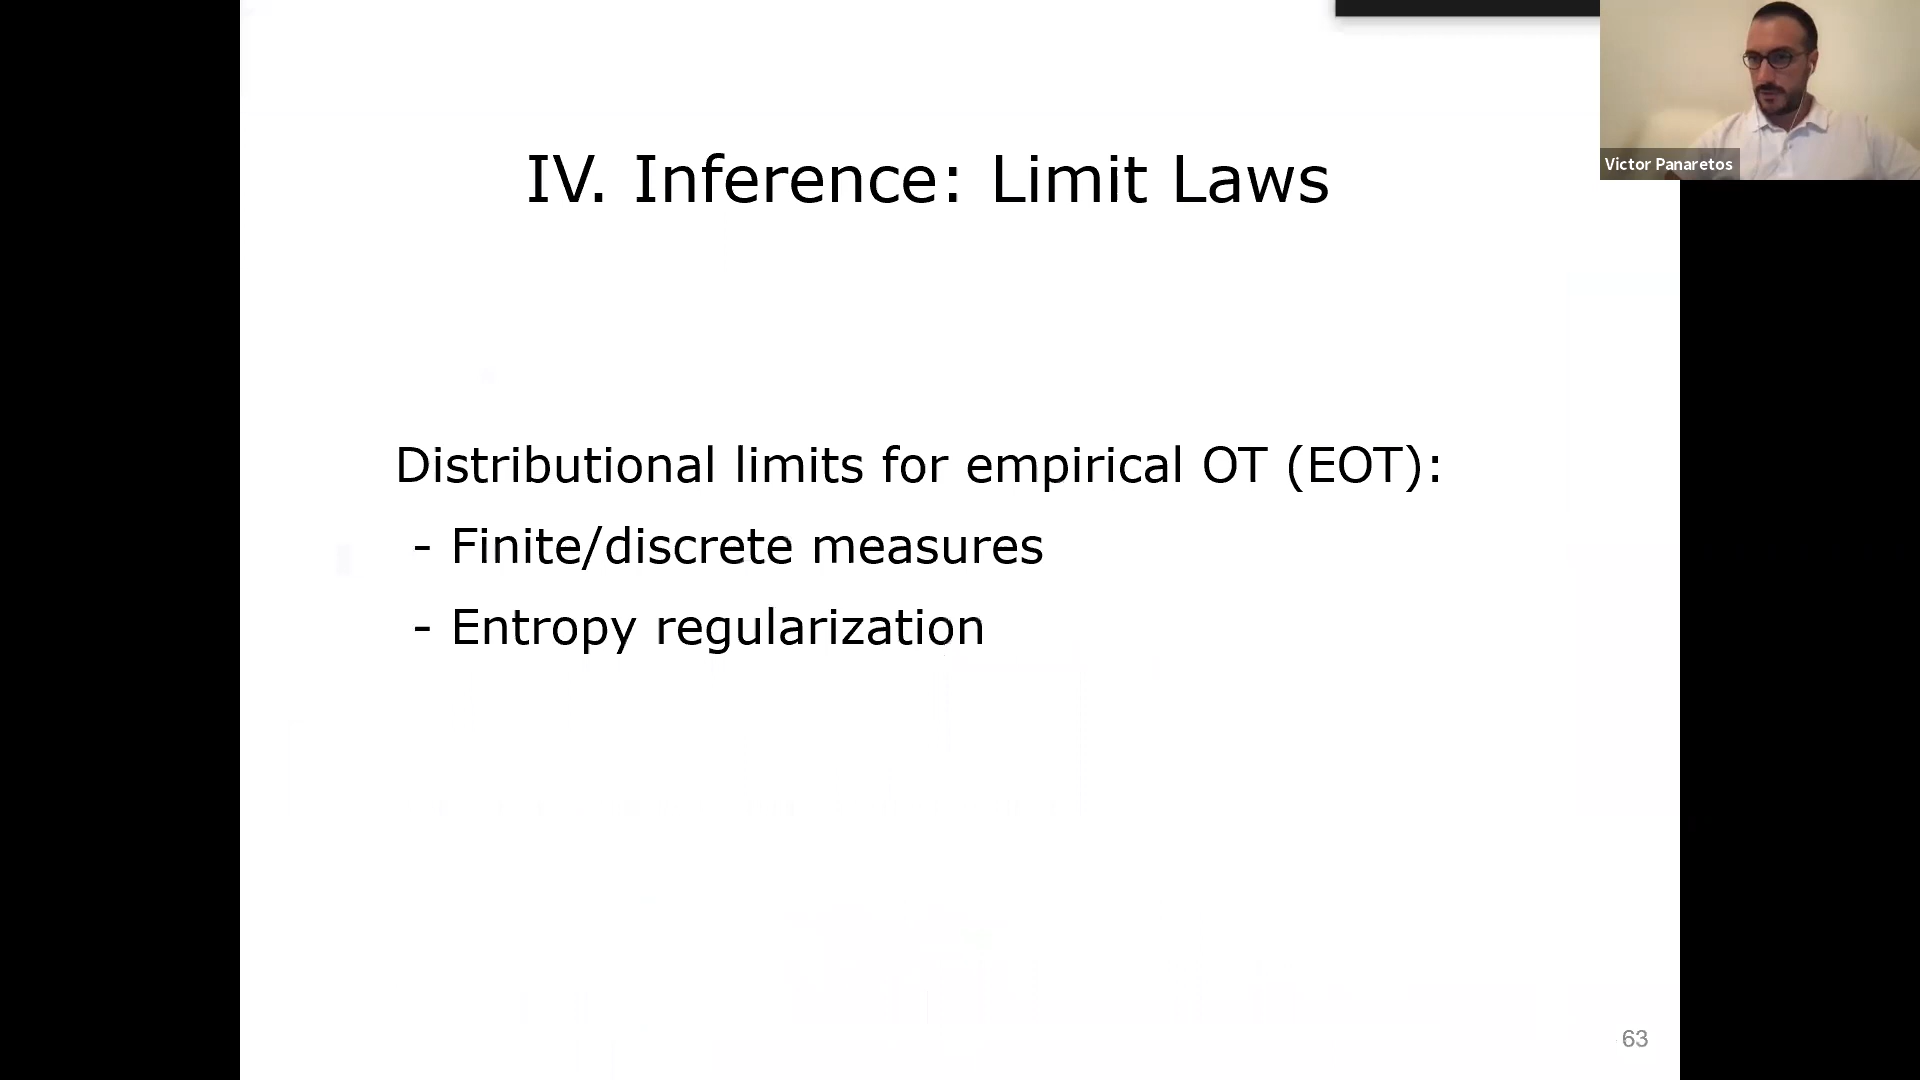 IV. Inference: Limit Laws
Victor Panaretos
Distributional limits for empirical OT (EOT):
- Finite/discrete measures
- Entropy regularization
63